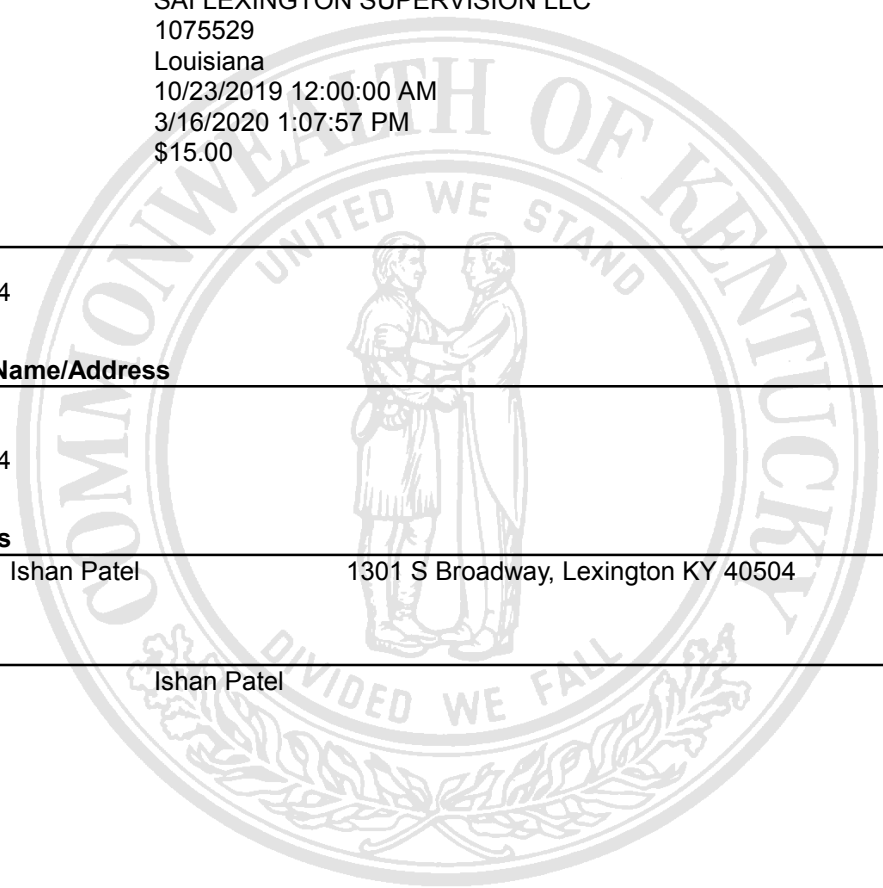 SAI LEXINGTON SUPERVISION LLC
1075529
Louisiana
10/23/2019 12:00:00 AM
3/16/2020 1:07:57 PM
$15.00
COMMONWEALTH OF KENTUCKY
UNITED WE STAND
4
Name/Address
4
s
Ishan Patel 1301 S Broadway, Lexington KY 40504
Ishan Patel
DIVIDED WE FALL